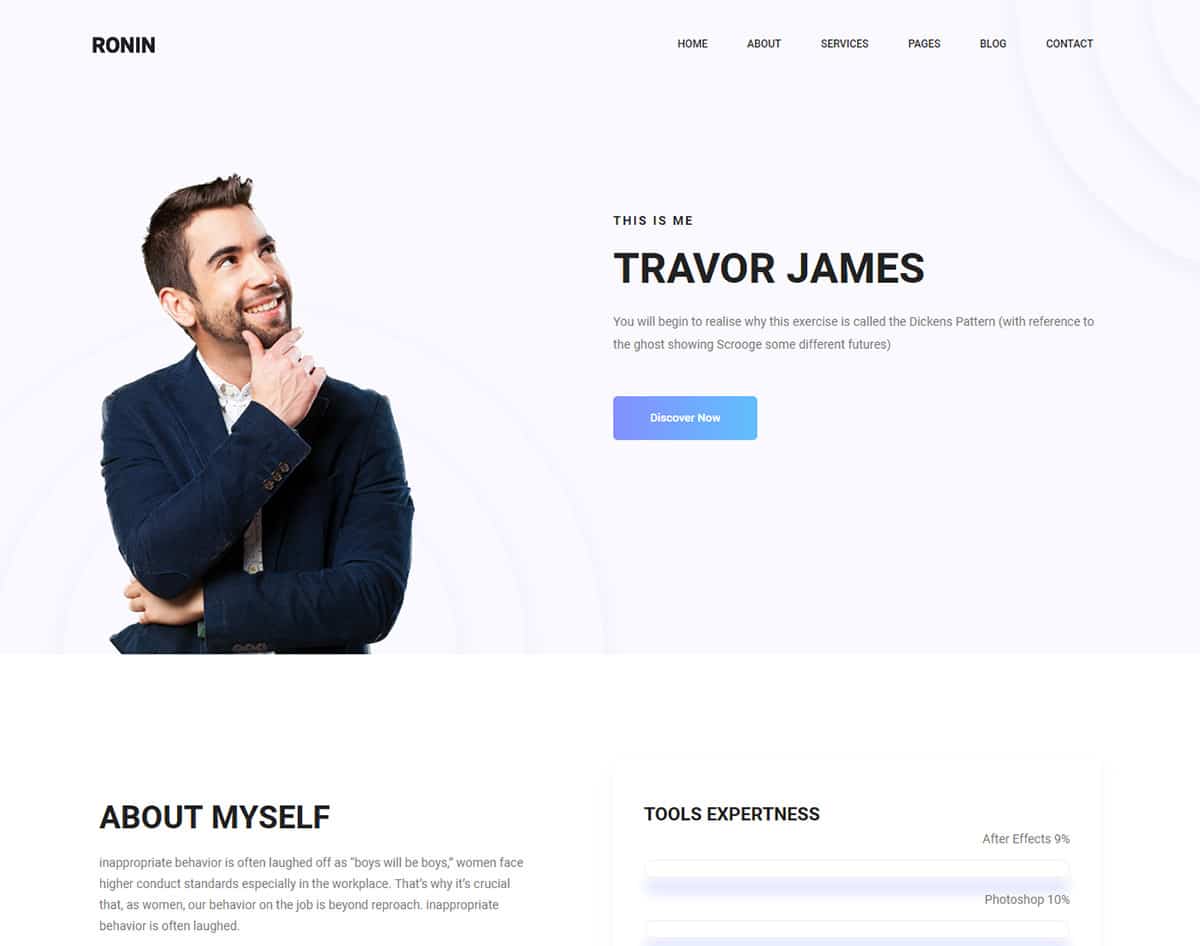 RONIN
HOME ABOUT SERVICES PAGES BLOG CONTACT
THIS IS ME
TRAVOR JAMES
You will begin to realise why this exercise is called the Dickens Pattern (with reference to
the ghost showing Scrooge some different futures)
Discover Now
ABOUT MYSELF
inappropriate behavior is often laughed off as “boys will be boys,” women face
higher conduct standards especially in the workplace. That’s why it’s crucial
that, as women, our behavior on the job is beyond reproach. inappropriate
behavior is often laughed.
TOOLS EXPERTNESS
After Effects 9%
Photoshop 10%